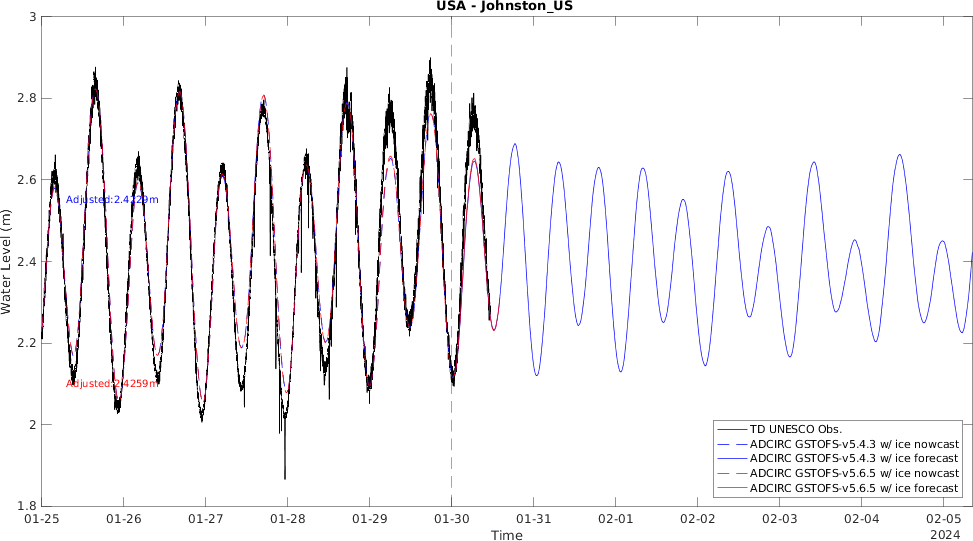 USA - Johnston_US
3
2.8
2.6
2.4
2.2
2
1.8
Water Level (m)
Adjusted:2.4229m
Adjusted:2.4259m
TD UNESCO Obs.
ADCIRC GSTOFS-v5.4.3 w/ ice nowcast
ADCIRC GSTOFS-v5.4.3 w/ ice forecast
ADCIRC GSTOFS-v5.6.5 w/ ice nowcast
ADCIRC GSTOFS-v5.6.5 w/ ice forecast
01-25 01-26 01-27 01-28 01-29 01-30 01-31 02-01 02-02 02-03 02-04 02-05
Time
2024